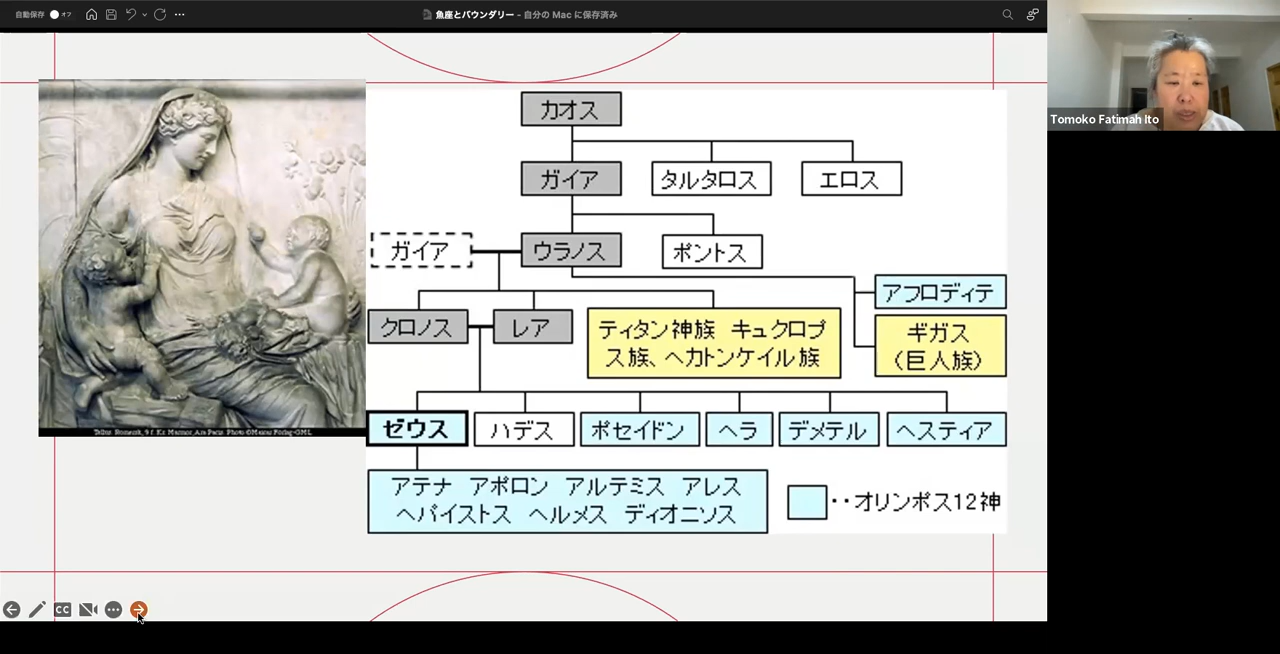 自動保存 オフ
魚座とバウンダリー - 自分の Mac に保存済み
Tomoko Fatimah Ito
カオス
ガイア タルタロス エロス
ガイア ウラノス ポントス
アフロディテ
クロノス レア
ティタン神族 キュクロプ
ス族、ヘカトンケイル族
ギガス
(巨人族)
ゼウス ハデス ポセイドン ヘラ デメテル ヘスティア
アテナ アポロン アルテミス アレス
ヘパイストス ヘルメス ディオニソス
・・オリンポス12神
CC